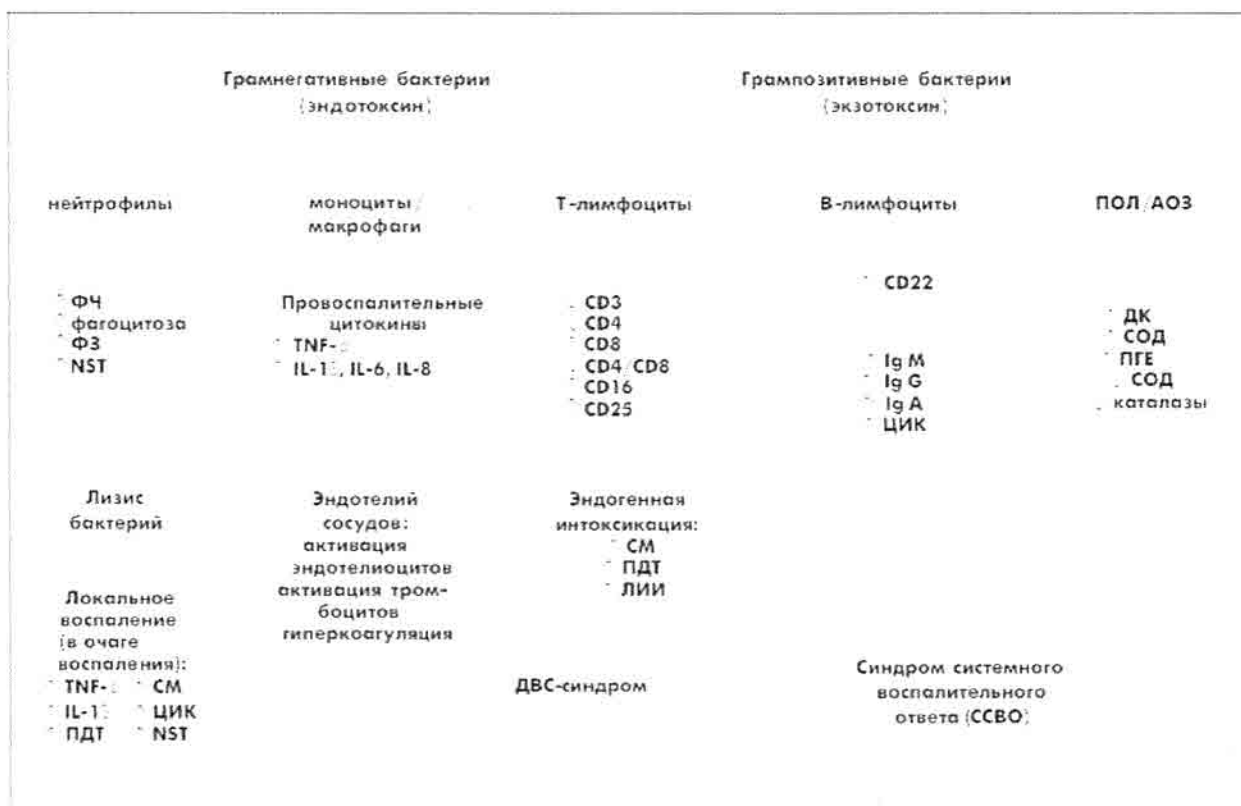 Грамнегативные бактерии
(эндотоксин)
Грампозитивные бактерии
(экзотоксин)
нейтрофилы
моноциты/
макрофаги
Т-лимфоциты
В-лимфоциты
ПОЛ/АОЗ
ФЧ
фагоцитоза
ФЗ
NST
Провоспалительные
цитокины
TNF-
IL-1, IL-6, IL-8
CD3
CD4
CD8
CD4/CD8
CD16
CD25
CD22
Ig M
Ig G
Ig A
ЦИК
ДК
СОД
ПГЕ
СОД
каталазы
Лизис
бактерий
Эндотелий
сосудов:
активация
эндотелиоцитов
активация тром-
боцитов
гиперкоагуляция
Эндогенная
интоксикация:
СМ
ПДТ
ЛИИ
Локальное
воспаление
(в очаге
воспаления):
TNF- СМ
IL-1 ЦИК
ПДТ NST
ДВС-синдром
Синдром системного
воспалительного
ответа (ССВО)